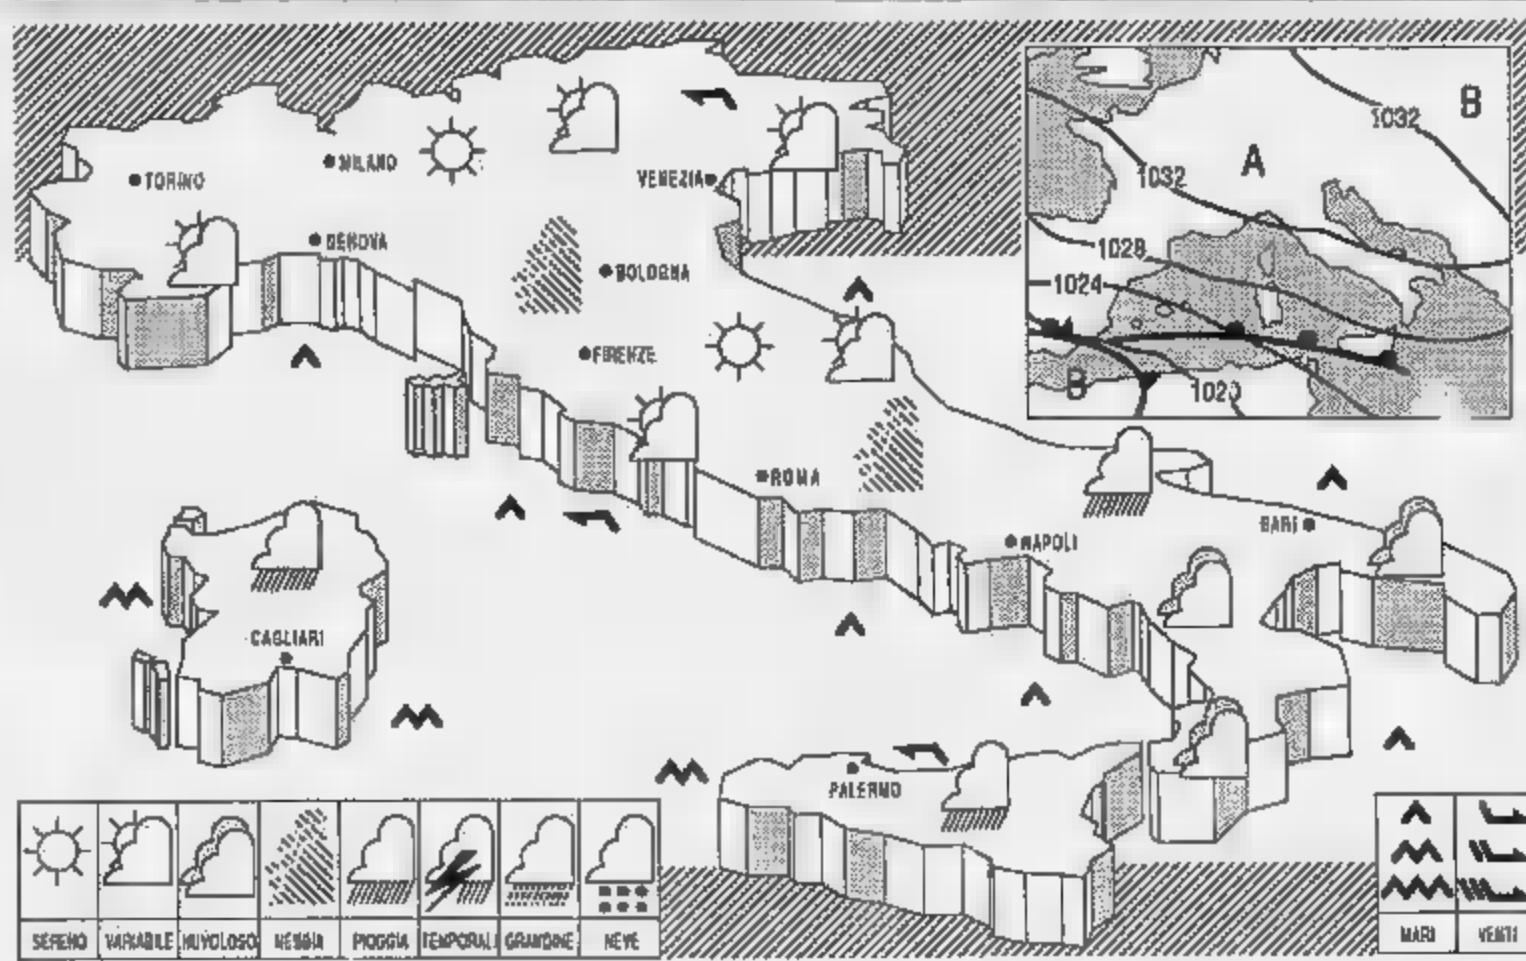 B
1032
A
1032
MILANO
TORINO
VENEZIA
GENOVA
1028
BOLOGNA
1024
FIRENZE
B
1020
ROMA
BARI
NAPOLI
CAGLIARI
PALERMO
SERENO VARIABILE NUVOLOSO NEBBIA PIOGGIA TEMPORALI GRANDINE NEVE
MARI VENTI